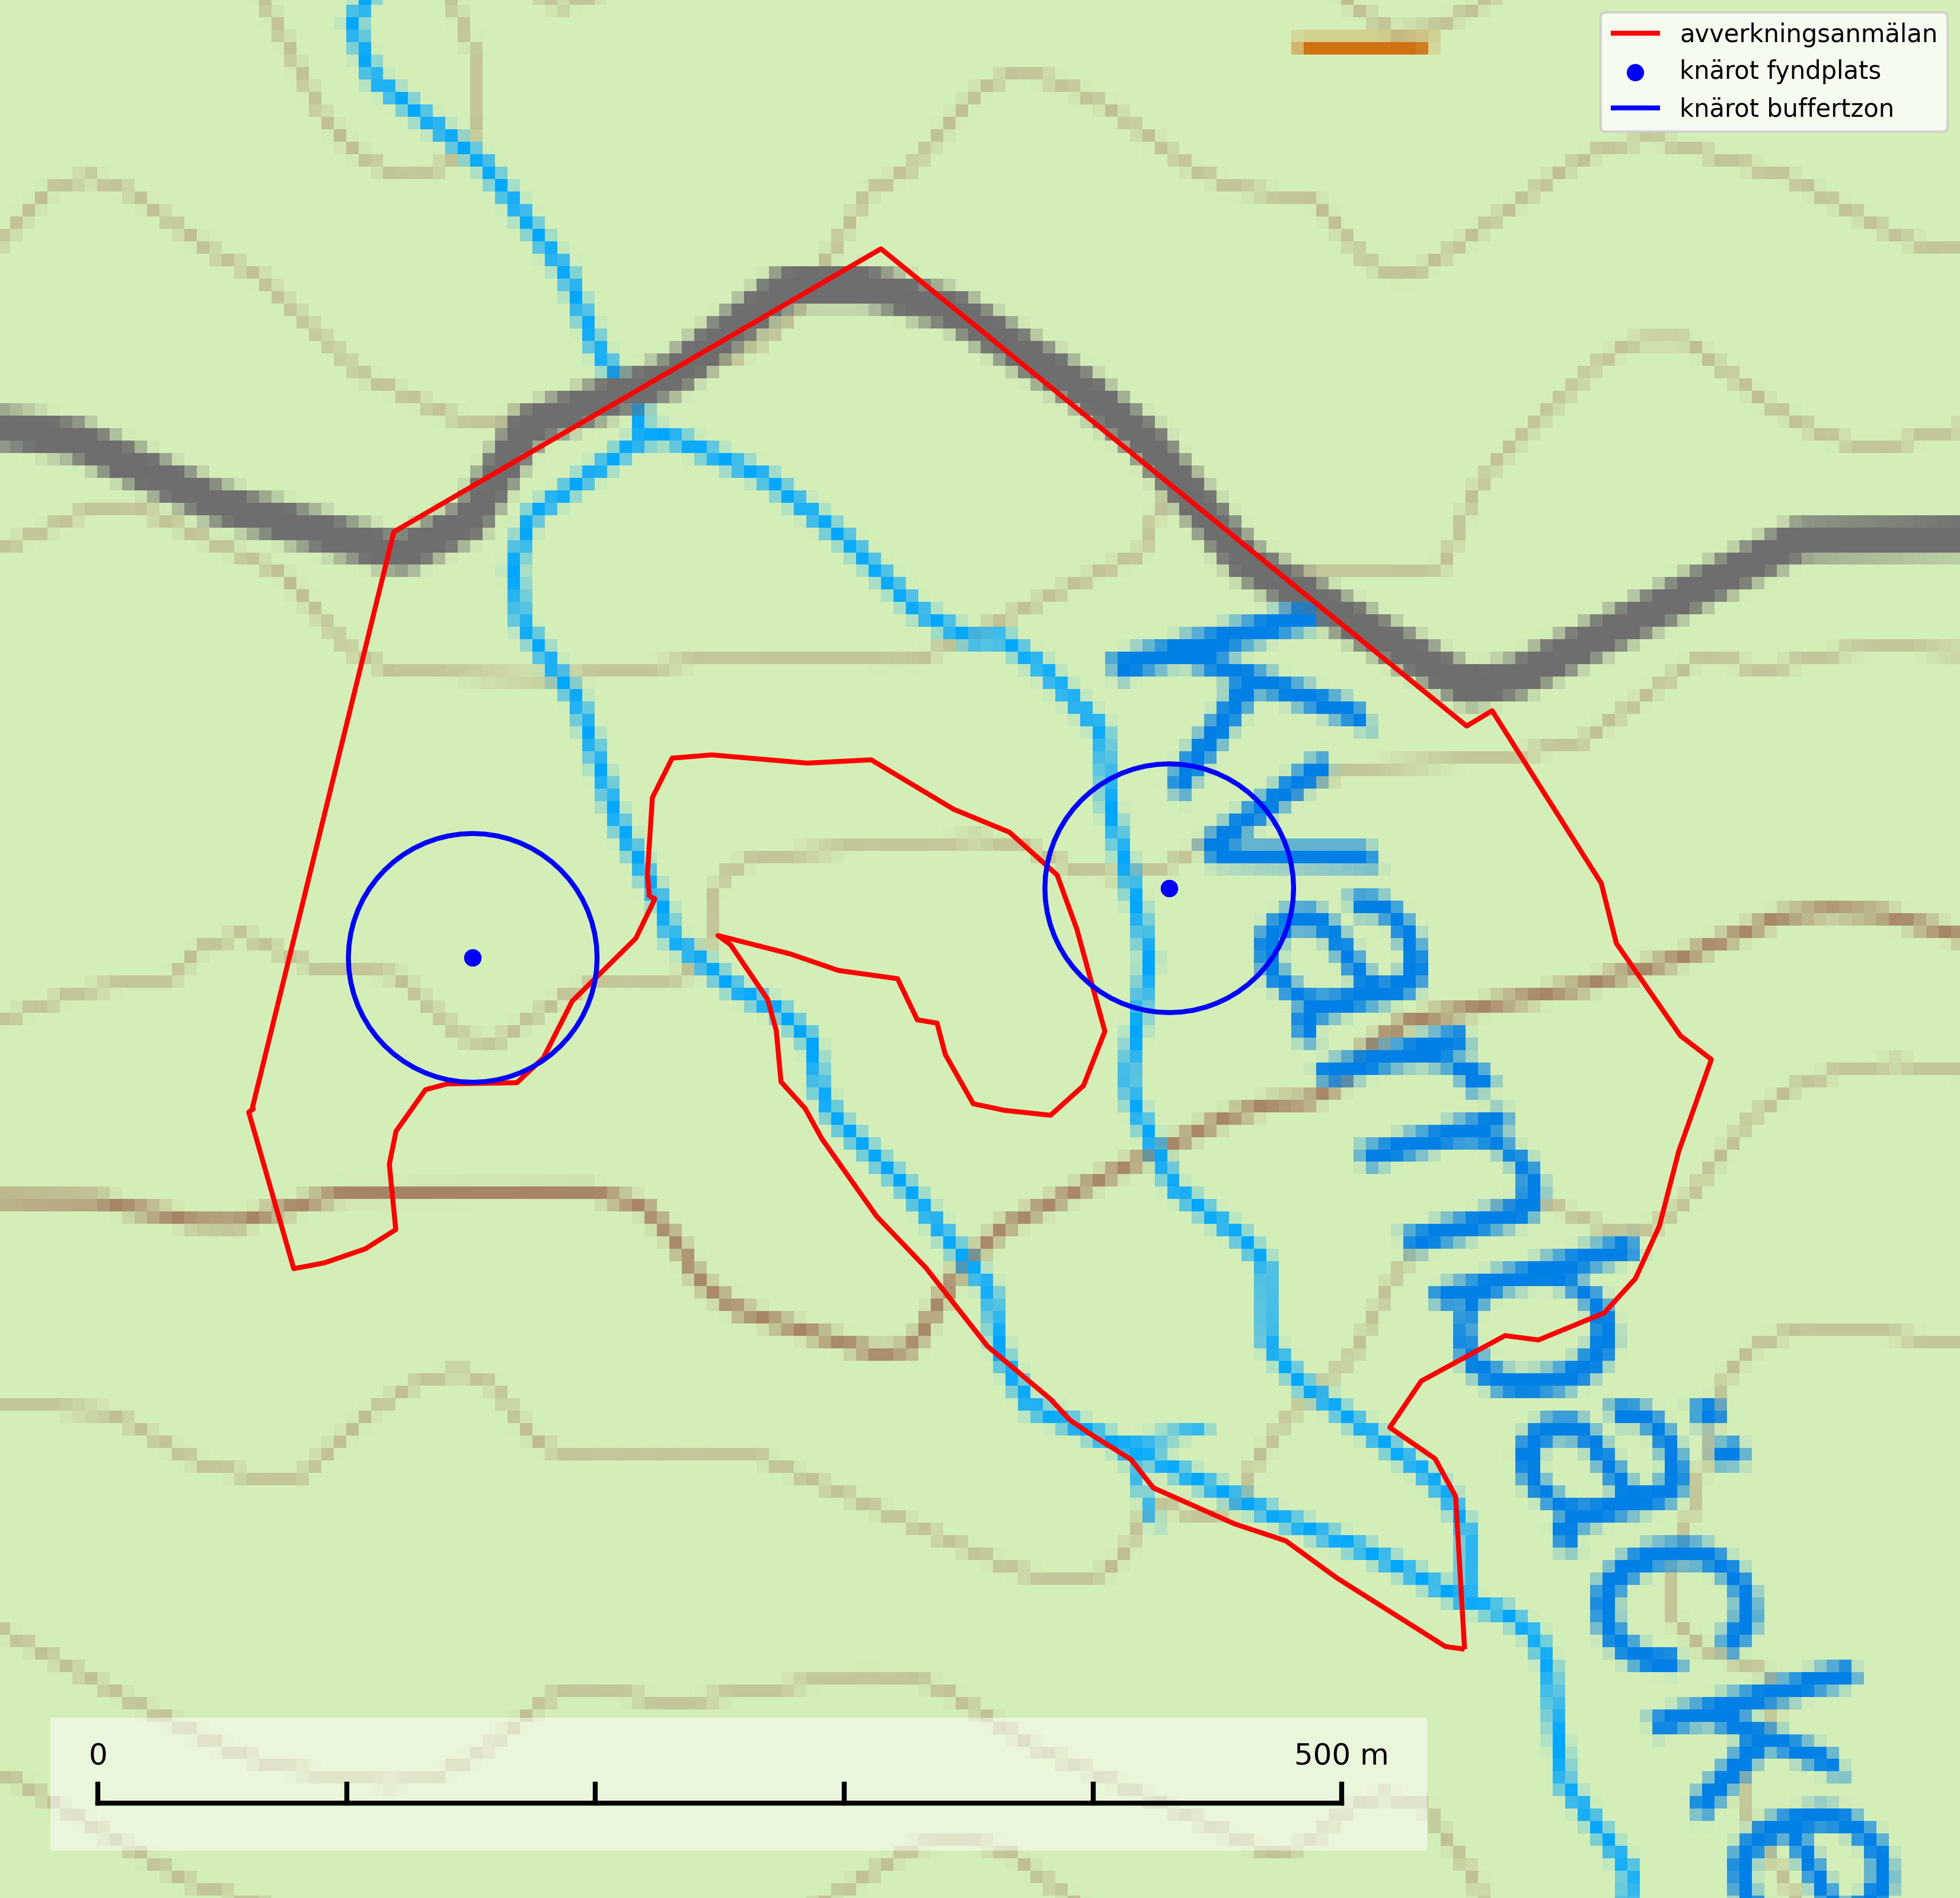 avverkningsanmälan
knärot fyndplats
knärot buffertzon
Kvarnbäcke
0 500 m